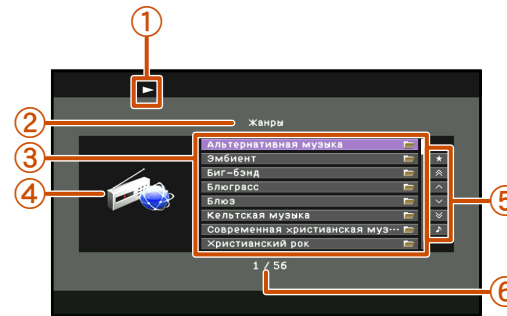 ①
②
Жанры
③
Альтернативная музыка
Эмбиент
Биг-бэнд
④
Блюграсс
⑤
Блюз
Кельтская музыка
Современная христианская муз···
Христианский рок
1 / 56
⑥